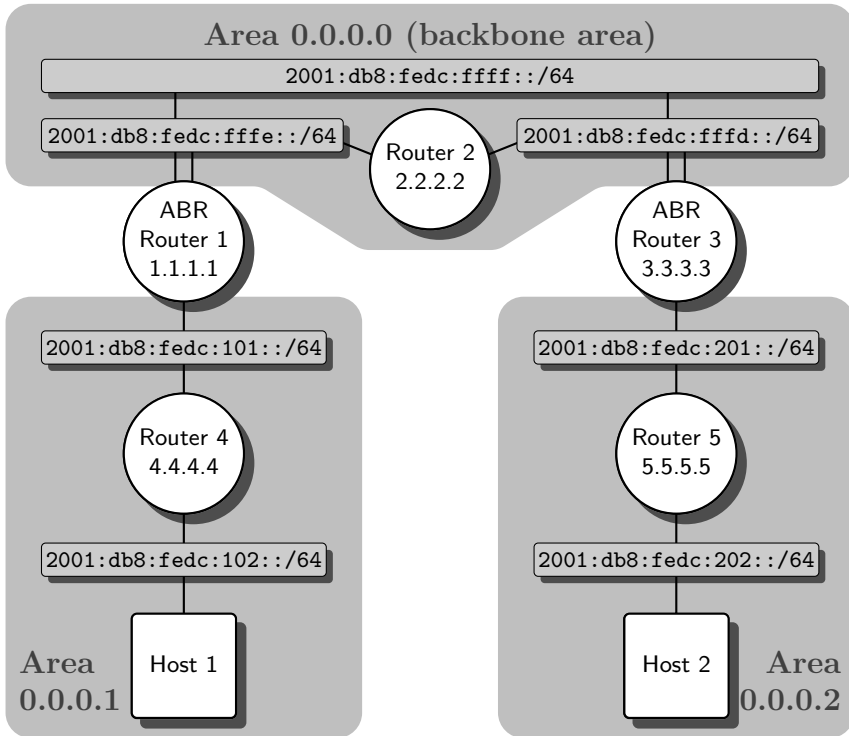 Area 0.0.0.0 (backbone area)
2001:db8:fedc:ffff::/64
2001:db8:fedc:fffe::/64
2001:db8:fedc:fffd::/64
Router 2
2.2.2.2
ABR
Router 1
1.1.1.1
ABR
Router 3
3.3.3.3
2001:db8:fedc:101::/64
2001:db8:fedc:201::/64
Router 4
4.4.4.4
Router 5
5.5.5.5
2001:db8:fedc:102::/64
2001:db8:fedc:202::/64
Area
0.0.0.1
Host 1
Host 2
Area
0.0.0.2